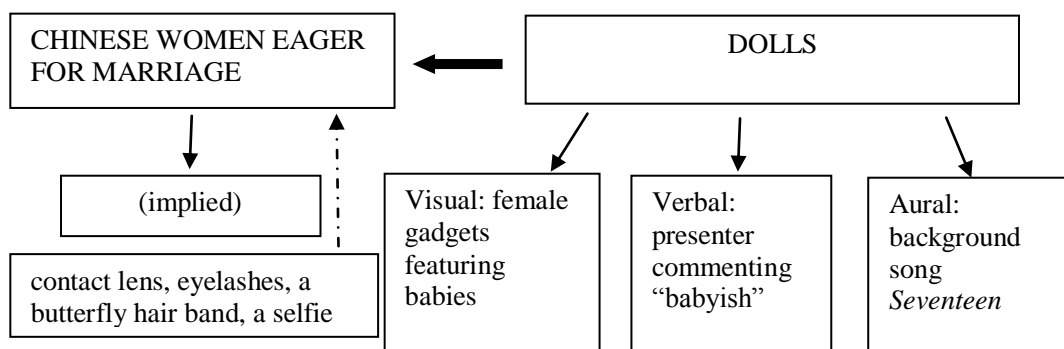 CHINESE WOMEN EAGER
FOR MARRIAGE
DOLLS
(implied)
contact lens, eyelashes, a
butterfly hair band, a selfie
Visual: female
gadgets
featuring
babies
Verbal:
presenter
commenting
“babyish”
Aural:
background
song
Seventeen